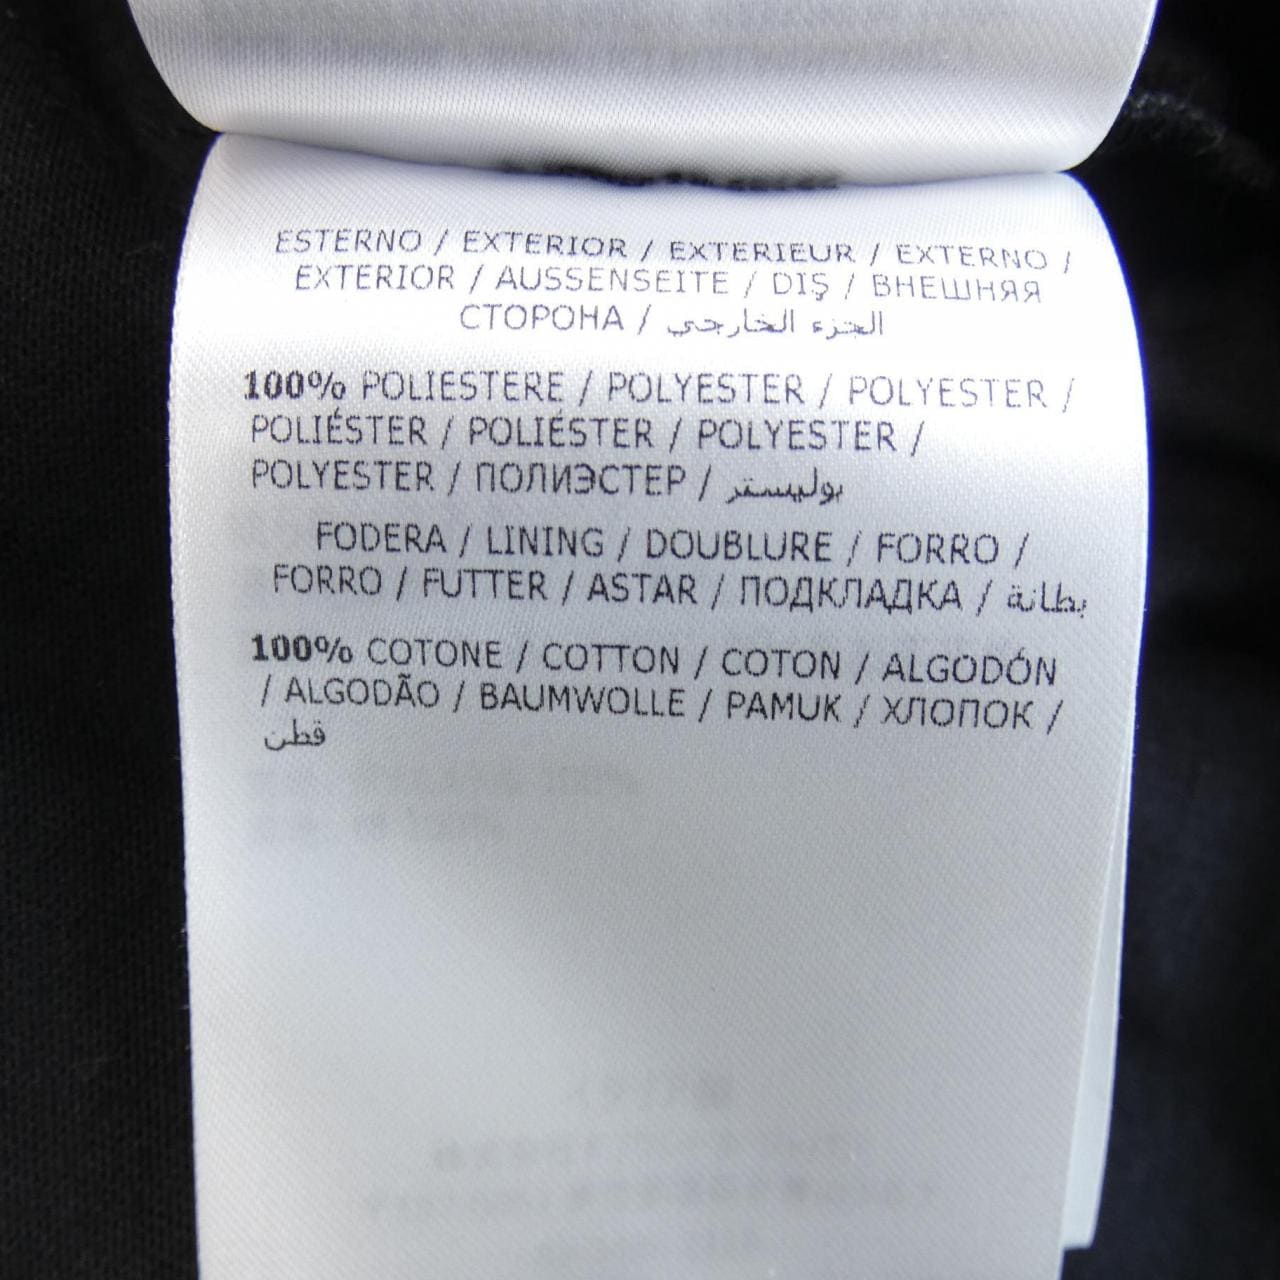 ESTERNO / EXTERIOR / EXTERIEUR / EXTERNO /
EXTERIOR / AUSSENSEITE / DIŞ / ВНЕШНЯЯ
СТОРОНА / الجزء الخارجي
100% POLIESTERE / POLYESTER / POLYESTER /
POLIÉSTER / POLIÉSTER / POLYESTER /
POLYESTER / ПОЛИЭСТЕР / بوليستر
FODERA / LINING / DOUBLURE / FORRO /
FORRO / FUTTER / ASTAR / ПОДКЛАДКА / بطانة
100% COTONE / COTTON / COTON / ALGODÓN
/ ALGODÃO / BAUMWOLLE / PAMUK / ХЛОПОК /
قطن